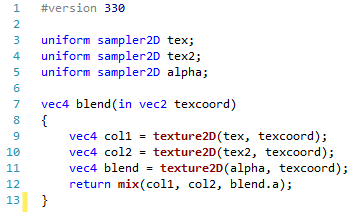 1 #version 330
2
3 uniform sampler2D tex;
4 uniform sampler2D tex2;
5 uniform sampler2D alpha;
6
7 vec4 blend(in vec2 texcoord)
8 {
9     vec4 col1 = texture2D(tex, texcoord);
10     vec4 col2 = texture2D(tex2, texcoord);
11     vec4 blend = texture2D(alpha, texcoord);
12     return mix(col1, col2, blend.a);
13 }